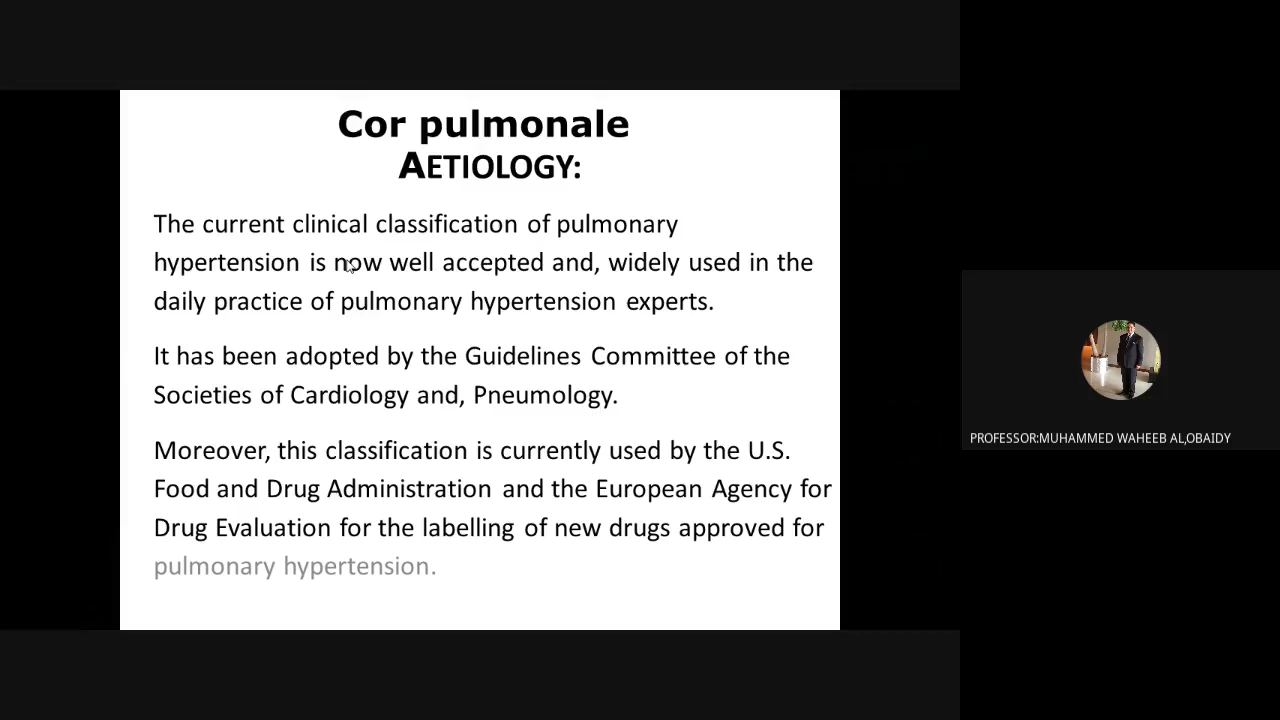 Cor pulmonale
AETIOLOGY:
The current clinical classification of pulmonary
hypertension is now well accepted and, widely used in the
daily practice of pulmonary hypertension experts.
It has been adopted by the Guidelines Committee of the
Societies of Cardiology and, Pneumology.
Moreover, this classification is currently used by the U.S.
Food and Drug Administration and the European Agency for
Drug Evaluation for the labelling of new drugs approved for
pulmonary hypertension.
PROFESSOR:MUHAMMED WAHEEB AL,OBAIDY